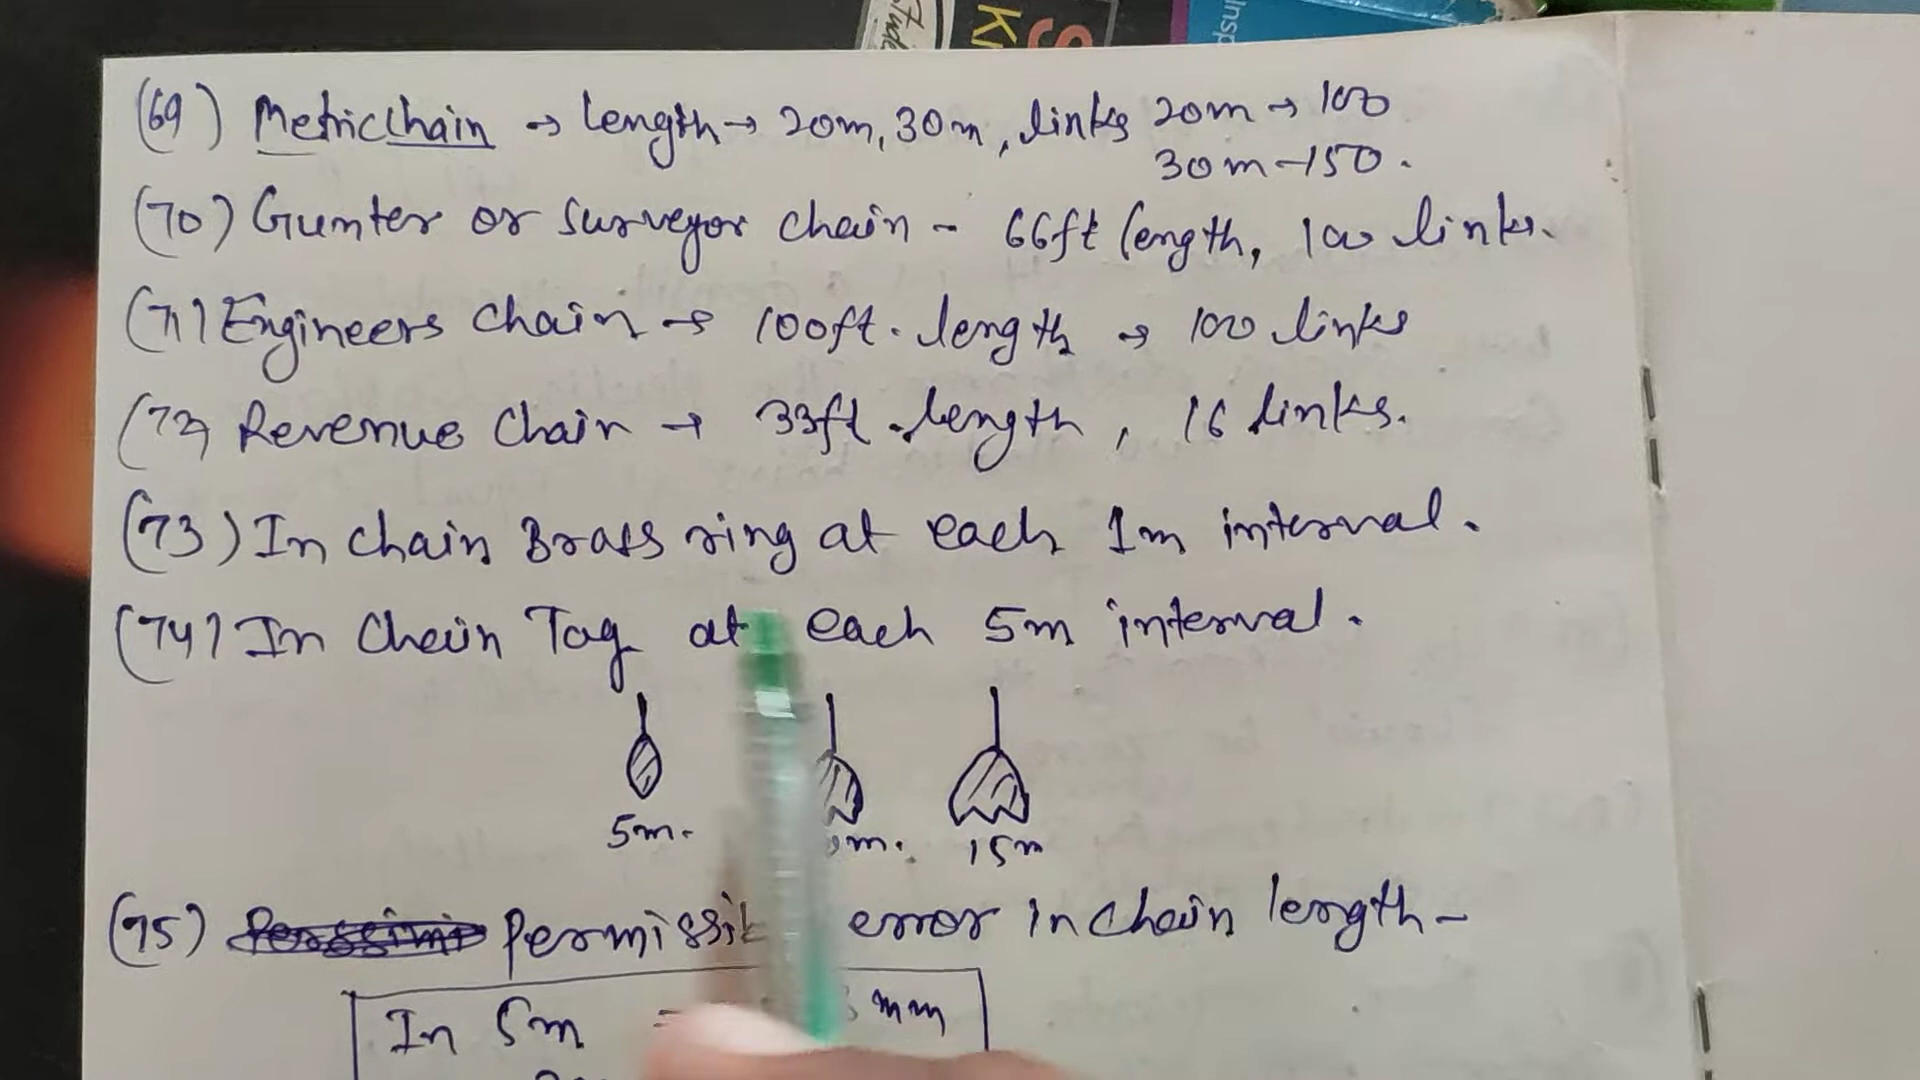 Insp
(69) Metric Chain → length → 20m, 30m, links 20m → 100
30m - 150.
(70) Gunter or Surveyor chain - 66ft length, 100 links.
(71) Engineers chain → 100ft. length → 100 links
(72) Revenue Chain → 33ft. length, 16 links.
(73) In chain Brass ring at each 1m interval.
(74) In Chain Tag at each 5m interval.
5m. m. 15m
(75) Permissib error in chain length -
In 5m = 3 mm